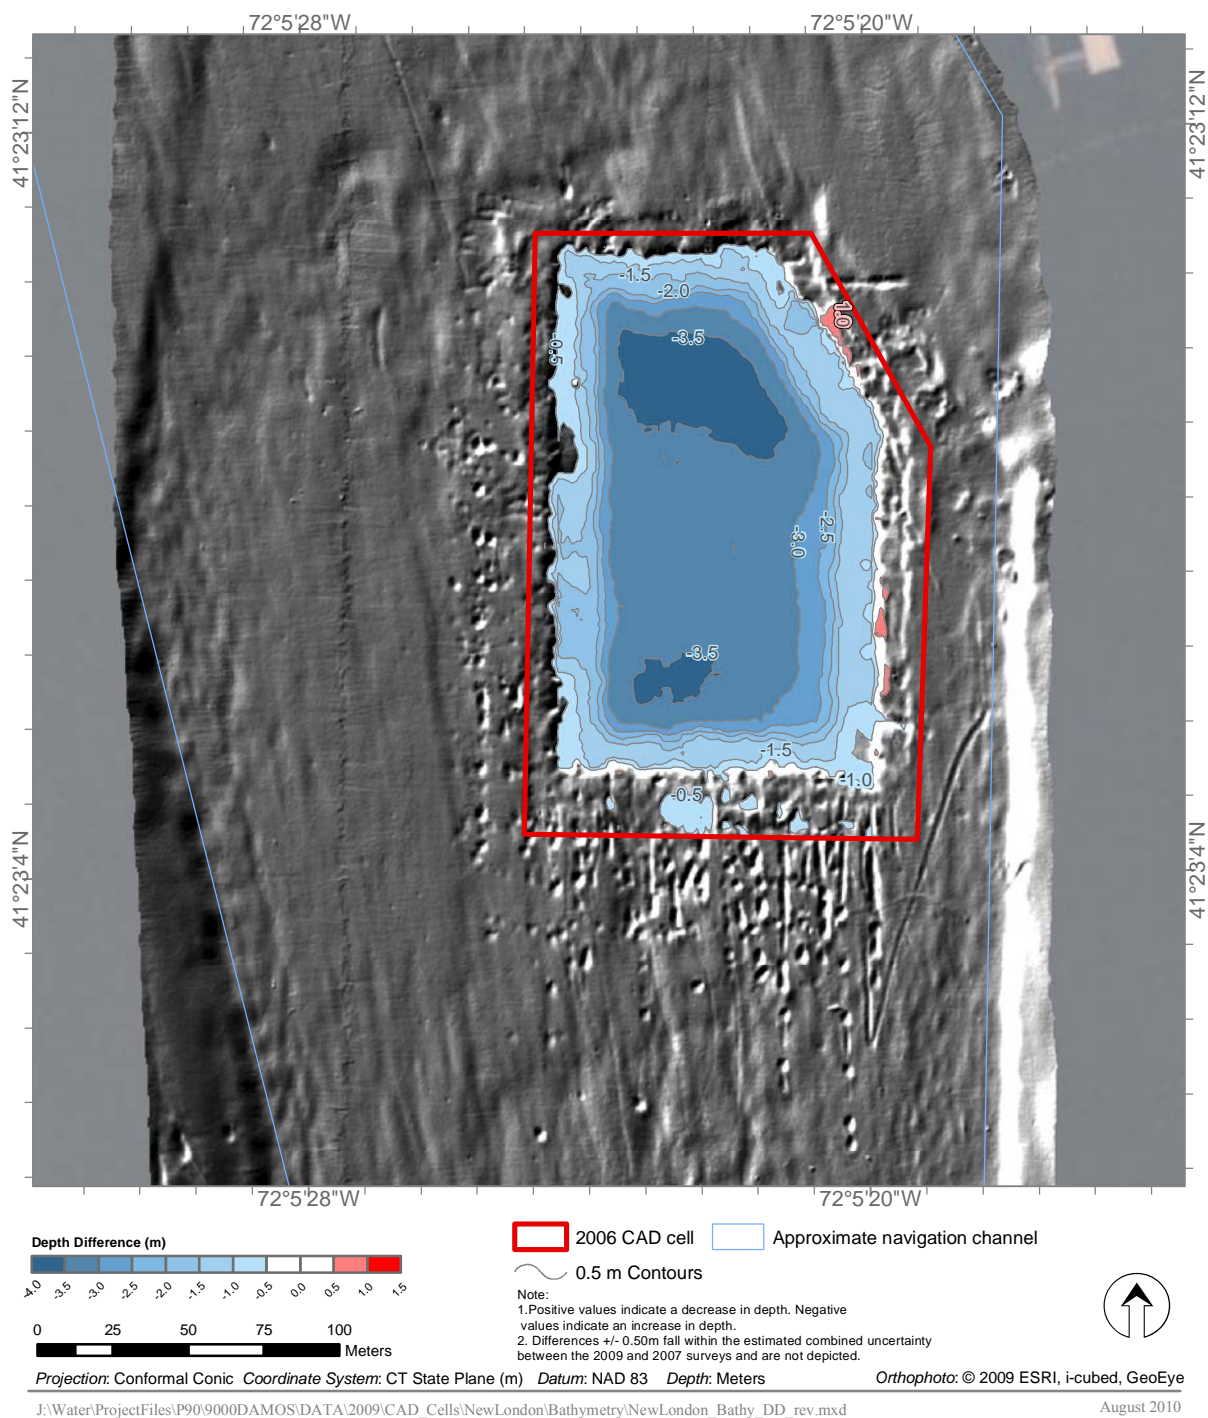 72°5'28"W 72°5'20"W
41°23'12"N 41°23'12"N
-1.5
-2.0
1.0
-3.5
-0.5
-2.5
-3.0
-3.5
-1.5
-1.0
-0.5
41°23'4"N 41°23'4"N
72°5'28"W 72°5'20"W
Depth Difference (m)
-4.0 -3.5 -3.0 -2.5 -2.0 -1.5 -1.0 -0.5 0.0 0.5 1.0 1.5
0 25 50 75 100
Meters
2006 CAD cell Approximate navigation channel
0.5 m Contours
Note:
1.Positive values indicate a decrease in depth. Negative
values indicate an increase in depth.
2. Differences +/- 0.50m fall within the estimated combined uncertainty
between the 2009 and 2007 surveys and are not depicted.
Projection: Conformal Conic Coordinate System: CT State Plane (m) Datum: NAD 83 Depth: Meters Orthophoto: © 2009 ESRI, i-cubed, GeoEye
J:\Water\ProjectFiles\P90\9000DAMOS\DATA\2009\CAD_Cells\NewLondon\Bathymetry\NewLondon_Bathy_DD_rev.mxd August 2010